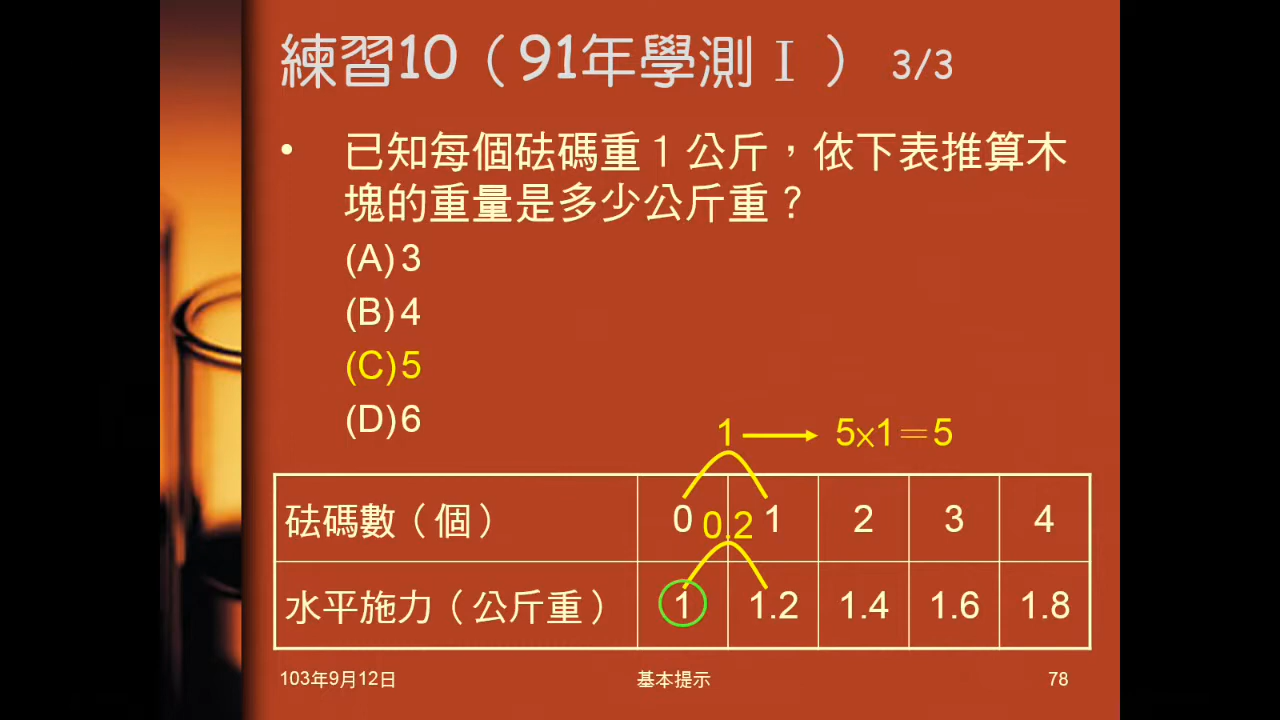 練習10（91年學測Ⅰ） 3/3
• 已知每個砝碼重１公斤，依下表推算木
塊的重量是多少公斤重？
(A)3
(B)4
(C)5
(D)6
1 → 5x1＝5
砝碼數（個） 0 0.2 1 2 3 4
水平施力（公斤重） 1 1.2 1.4 1.6 1.8
103年9月12日 基本提示 78